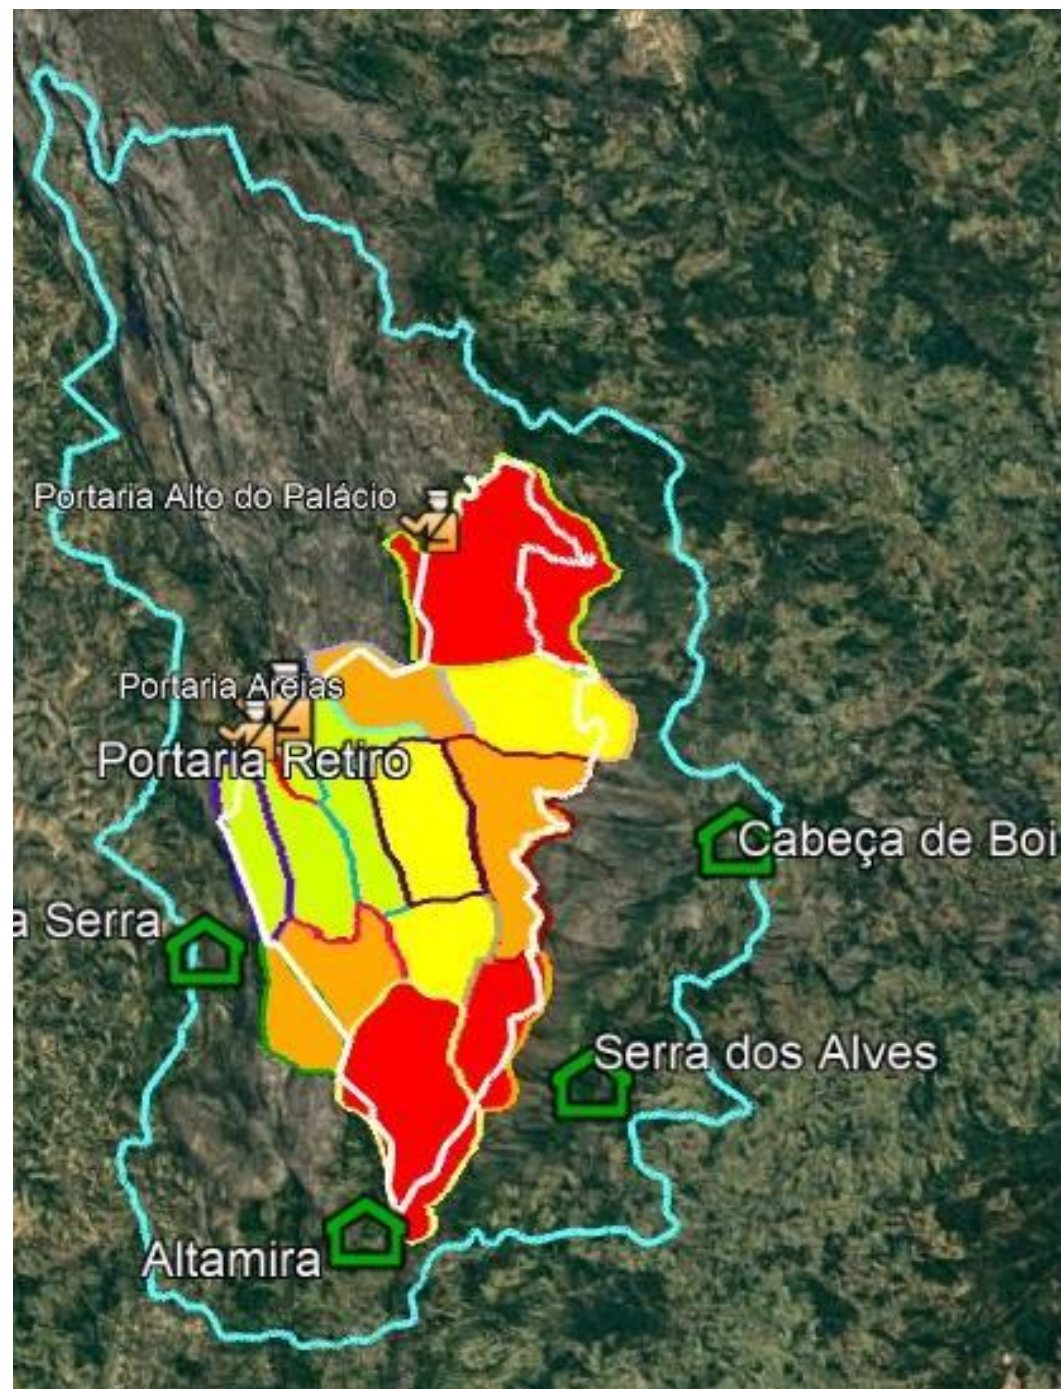 Portaria Alto do Palácio
Portaria Areias
Portaria Retiro
Cabeça de Boi
a Serra
Serra dos Alves
Altamira